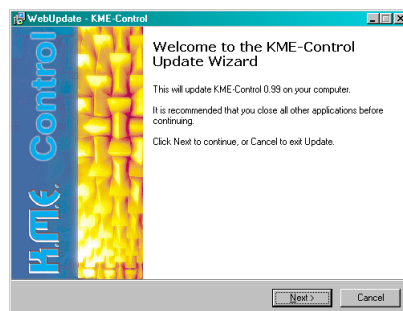 WebUpdate - KME-Control
K.M.E. Control
Welcome to the KME-Control
Update Wizard
This will update KME-Control 0.99 on your computer.
It is recommended that you close all other applications before
continuing.
Click Next to continue, or Cancel to exit Update.
Next >
Cancel